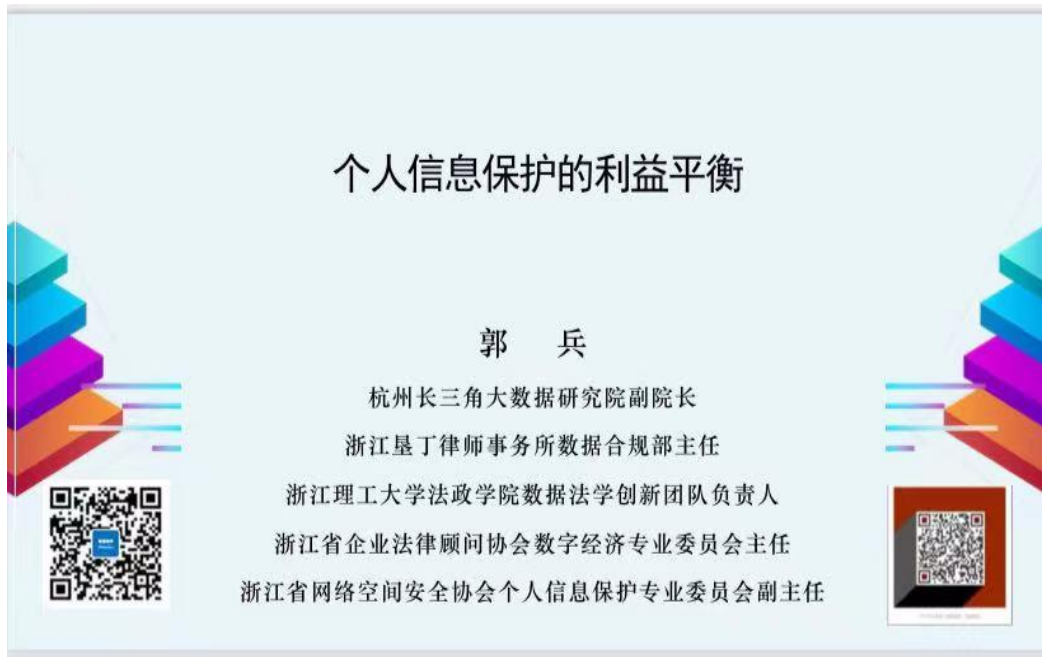 个人信息保护的利益平衡
郭 兵
杭州长三角大数据研究院副院长
浙江垦丁律师事务所数据合规部主任
浙江理工大学法政学院数据法学创新团队负责人
浙江省企业法律顾问协会数字经济专业委员会主任
浙江省网络空间安全协会个人信息保护专业委员会副主任